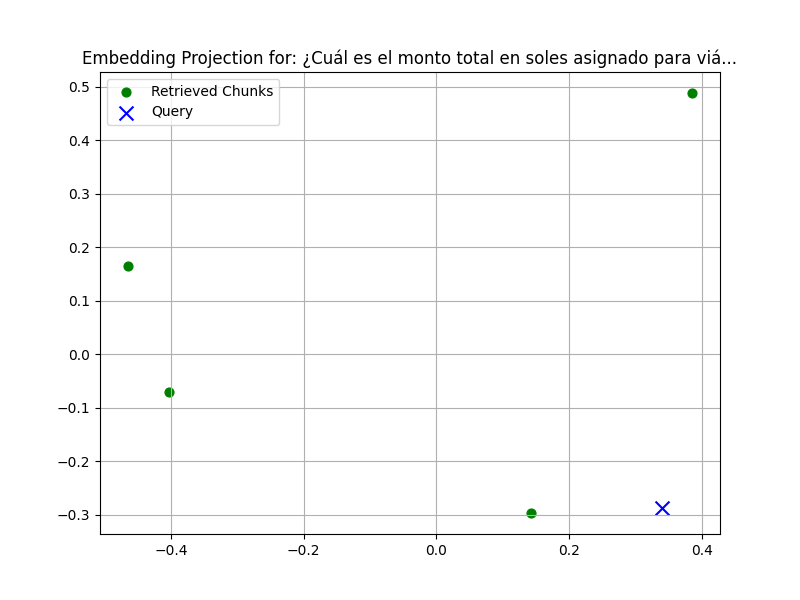 Embedding Projection for: ¿Cuál es el monto total en soles asignado para viá...
Retrieved Chunks
Query
0.5
0.4
0.3
0.2
0.1
0.0
−0.1
−0.2
−0.3
−0.4 −0.2 0.0 0.2 0.4